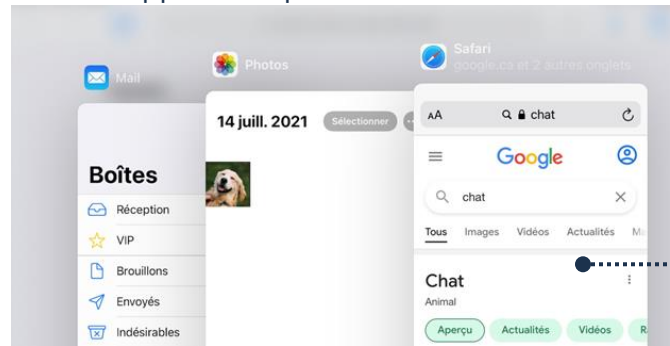 Mail
Photos
Safari
google.ca et 2 autres onglets
14 juill. 2021
Sélectionner
AA
chat
Google
chat
Tous Images Vidéos Actualités
Chat
Animal
Aperçu Actualités Vidéos
Boîtes
Réception
VIP
Brouillons
Envoyés
Indésirables